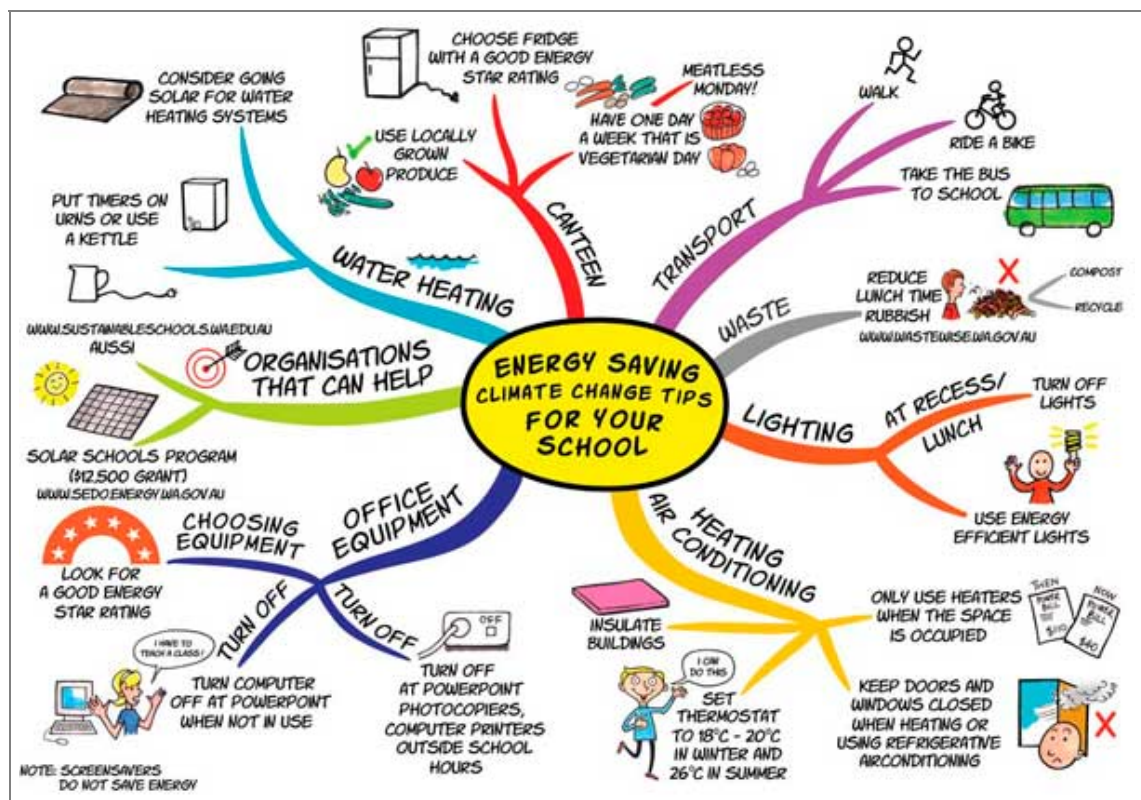 ENERGY SAVING
CLIMATE CHANGE TIPS
FOR YOUR
SCHOOL
WATER HEATING
CONSIDER GOING
SOLAR FOR WATER
HEATING SYSTEMS
PUT TIMERS ON
URNS OR USE
A KETTLE
CANTEEN
CHOOSE FRIDGE
WITH A GOOD ENERGY
STAR RATING
USE LOCALLY
GROWN
PRODUCE
MEATLESS
MONDAY!
HAVE ONE DAY
A WEEK THAT IS
VEGETARIAN DAY
TRANSPORT
WALK
RIDE A BIKE
TAKE THE BUS
TO SCHOOL
WASTE
REDUCE
LUNCH TIME
RUBBISH
WWW.WASTEWISE.WA.GOV.AU
COMPOST
RECYCLE
LIGHTING
AT RECESS/
LUNCH
TURN OFF
LIGHTS
USE ENERGY
EFFICIENT LIGHTS
HEATING
AIR CONDITIONING
ONLY USE HEATERS
WHEN THE SPACE
IS OCCUPIED
THEN
POWER
BILL
NOW
POWER
BILL
$40
KEEP DOORS AND
WINDOWS CLOSED
WHEN HEATING OR
USING REFRIGERATIVE
AIRCONDITIONING
INSULATE
BUILDINGS
I CAN
DO THIS
SET
THERMOSTAT
TO 18°C - 20°C
IN WINTER AND
26°C IN SUMMER
OFFICE
EQUIPMENT
CHOOSING
EQUIPMENT
LOOK FOR
A GOOD ENERGY
STAR RATING
TURN OFF
I HAVE TO
TEACH A CLASS!
TURN COMPUTER
OFF AT POWERPOINT
WHEN NOT IN USE
NOTE: SCREENSAVERS
DO NOT SAVE ENERGY
TURN OFF
OFF
TURN OFF
AT POWERPOINT
PHOTOCOPIERS,
COMPUTER PRINTERS
OUTSIDE SCHOOL
HOURS
ORGANISATIONS
THAT CAN HELP
WWW.SUSTAINABLESCHOOLS.WA.EDU.AU
AUSSI
SOLAR SCHOOLS PROGRAM
($12,500 GRANT)
WWW.SEDO.ENERGY.WA.GOV.AU